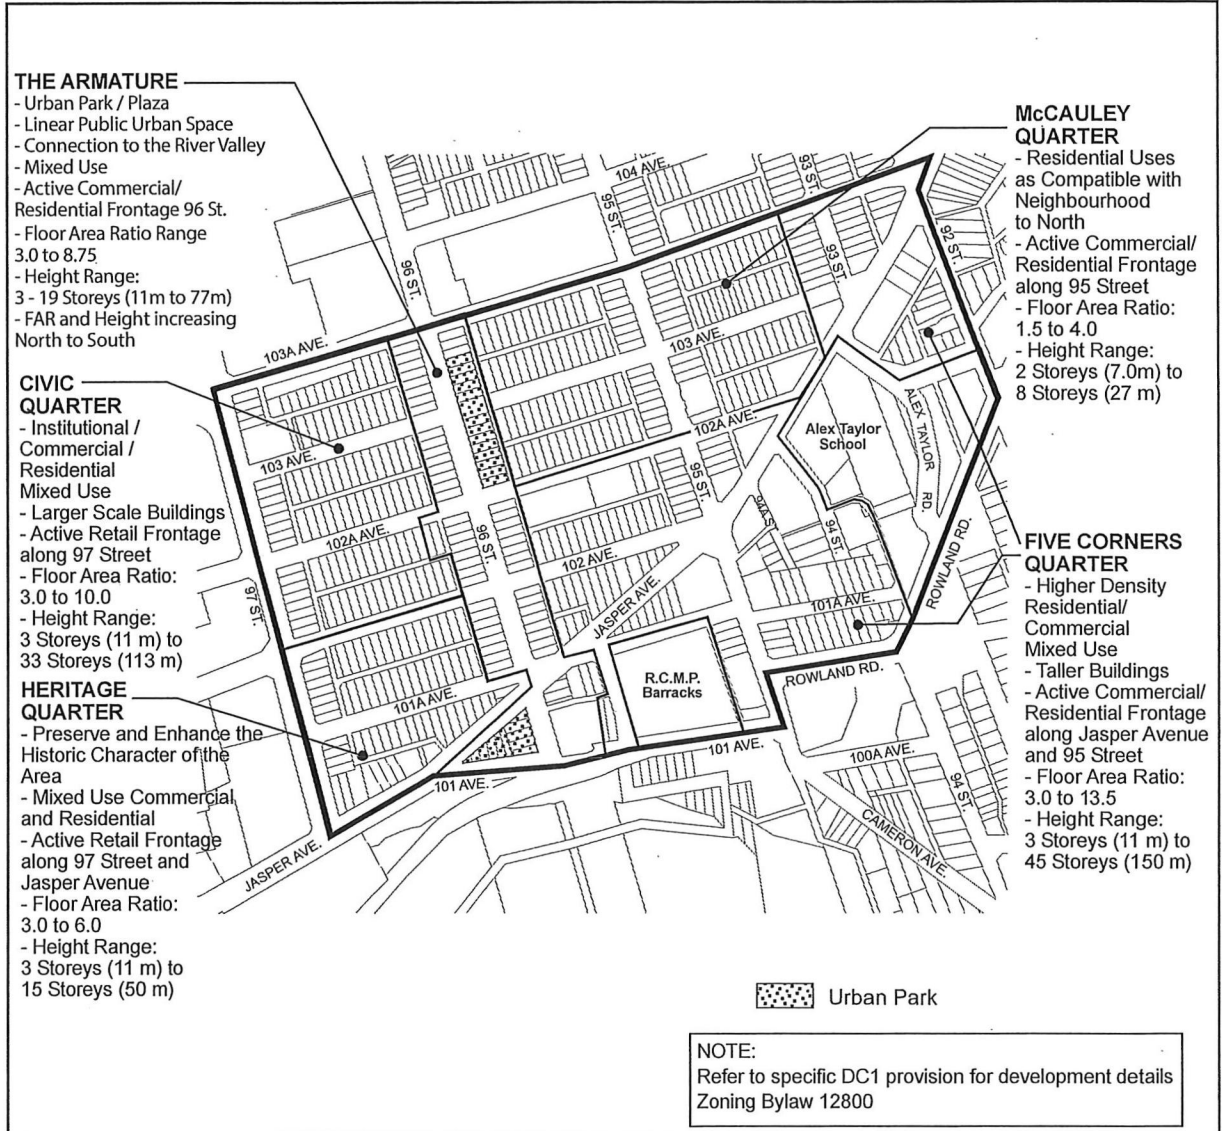 THE ARMATURE
- Urban Park / Plaza
- Linear Public Urban Space
- Connection to the River Valley
- Mixed Use
- Active Commercial/
Residential Frontage 96 St.
- Floor Area Ratio Range
3.0 to 8.75
- Height Range:
3 - 19 Storeys (11m to 77m)
- FAR and Height increasing
North to South
CIVIC
QUARTER
- Institutional /
Commercial /
Residential
Mixed Use
- Larger Scale Buildings
- Active Retail Frontage
along 97 Street
- Floor Area Ratio:
3.0 to 10.0
- Height Range:
3 Storeys (11 m) to
33 Storeys (113 m)
HERITAGE
QUARTER
- Preserve and Enhance the
Historic Character of the
Area
- Mixed Use Commercial
and Residential
- Active Retail Frontage
along 97 Street and
Jasper Avenue
- Floor Area Ratio:
3.0 to 6.0
- Height Range:
3 Storeys (11 m) to
15 Storeys (50 m)
McCAULEY
QUARTER
- Residential Uses
as Compatible with
Neighbourhood
to North
- Active Commercial/
Residential Frontage
along 95 Street
- Floor Area Ratio:
1.5 to 4.0
- Height Range:
2 Storeys (7.0m) to
8 Storeys (27 m)
FIVE CORNERS
QUARTER
- Higher Density
Residential/
Commercial
Mixed Use
- Taller Buildings
- Active Commercial/
Residential Frontage
along Jasper Avenue
and 95 Street
- Floor Area Ratio:
3.0 to 13.5
- Height Range:
3 Storeys (11 m) to
45 Storeys (150 m)
104 AVE.
93 ST.
95 ST.
92 ST.
93 ST.
96 ST.
103A AVE.
103 AVE.
ALEX TAYLOR
RD.
Alex Taylor
School
102A AVE.
103 AVE.
95 ST.
94A S
94 ST.
102A AVE.
96 ST.
102 AVE.
ROWLAND RD.
97 ST.
JASPER AVE.
101A AVE.
R.C.M.P.
Barracks
ROWLAND RD.
101A AVE.
101 AVE.
100A AVE.
101 AVE.
94 ST.
CAMERON AVE.
JASPER AVE.
Urban Park
NOTE:
Refer to specific DC1 provision for development details
Zoning Bylaw 12800